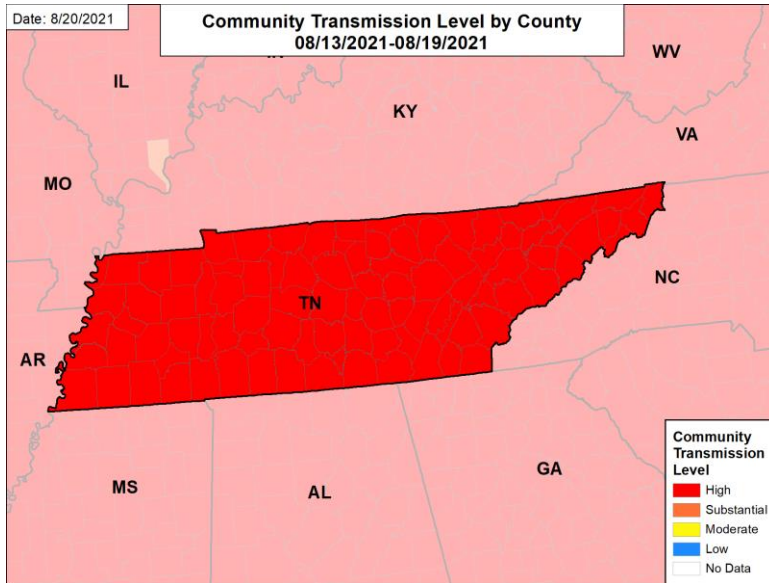 Date: 8/20/2021
Community Transmission Level by County
08/13/2021-08/19/2021
WV
IL
KY
VA
MO
NC
TN
AR
MS
AL
GA
Community
Transmission
Level
High
Substantial
Moderate
Low
No Data